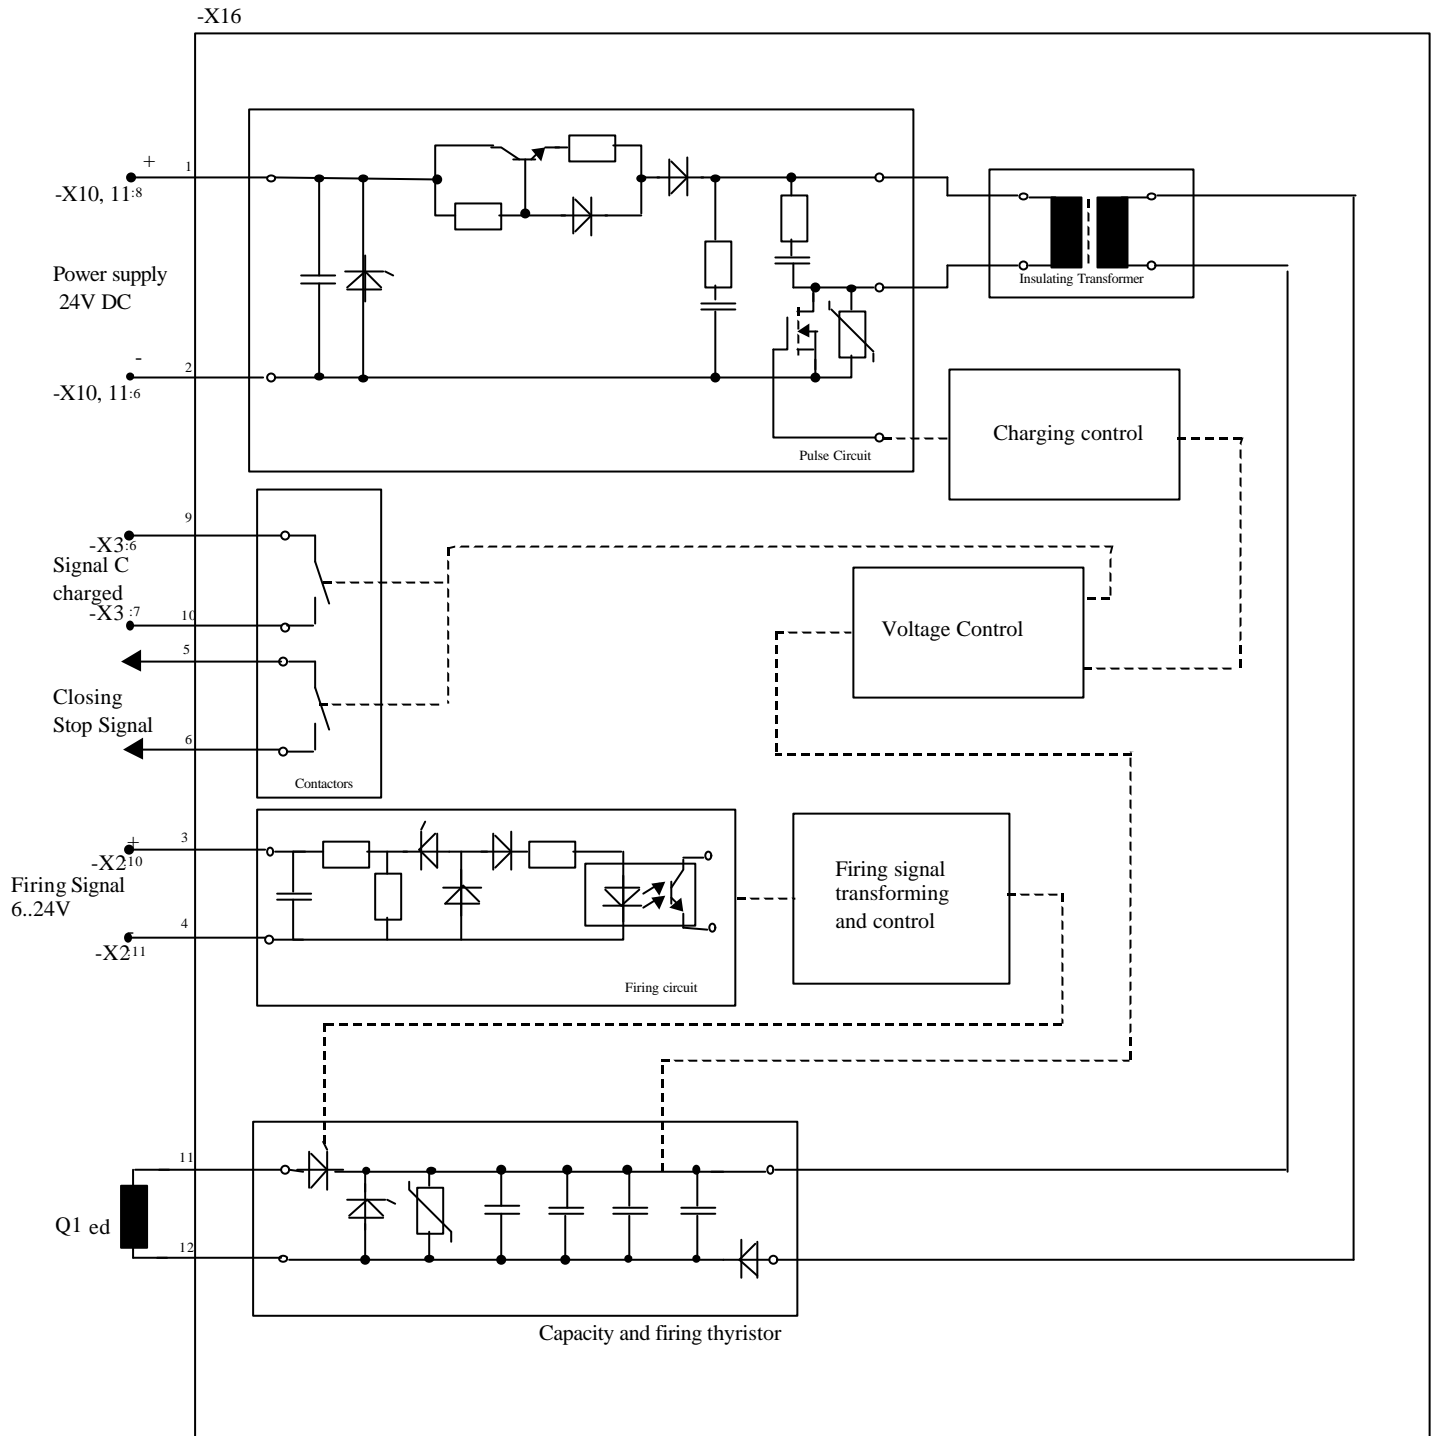 -X16
+
1
-X10, 11:8
Power supply
24V DC
-
2
-X10, 11:6
Insulating Transformer
Charging control
Pulse Circuit
9
-X3:6
Signal C
charged
-X3 :7
10
5
Closing
Stop Signal
6
Contactors
Voltage Control
+
3
-X2:10
Firing Signal
6..24V
4
-
-X2:11
Firing signal
transforming
and control
Firing circuit
11
Q1 ed
12
Capacity and firing thyristor